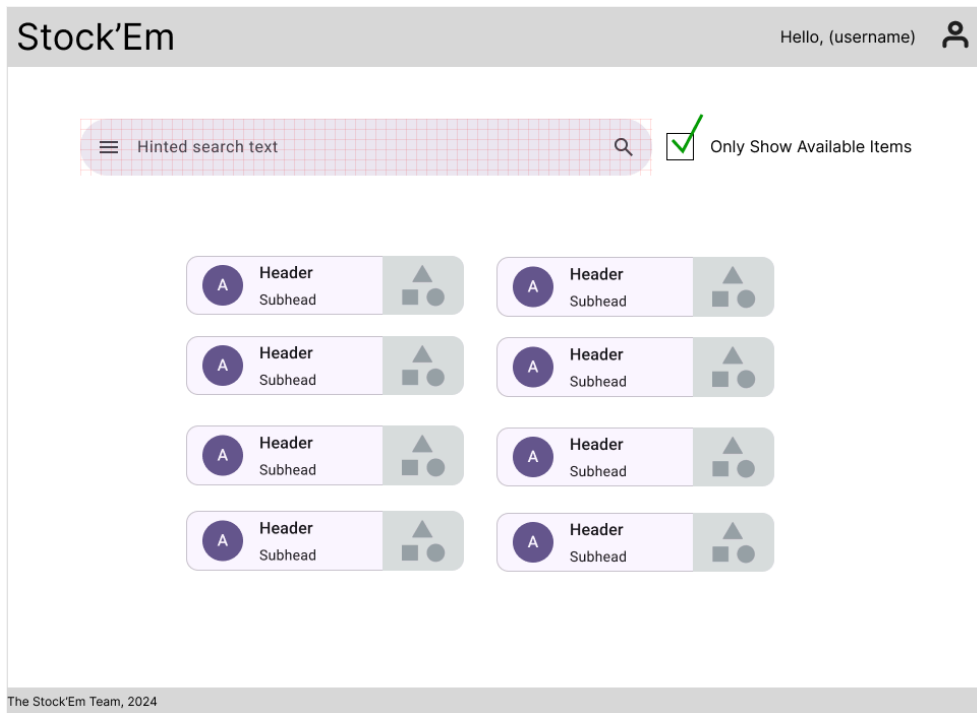 Stock’Em
Hello, (username)
Hinted search text
Only Show Available Items
A
Header
Subhead
A
Header
Subhead
A
Header
Subhead
A
Header
Subhead
A
Header
Subhead
A
Header
Subhead
A
Header
Subhead
A
Header
Subhead
The Stock'Em Team, 2024